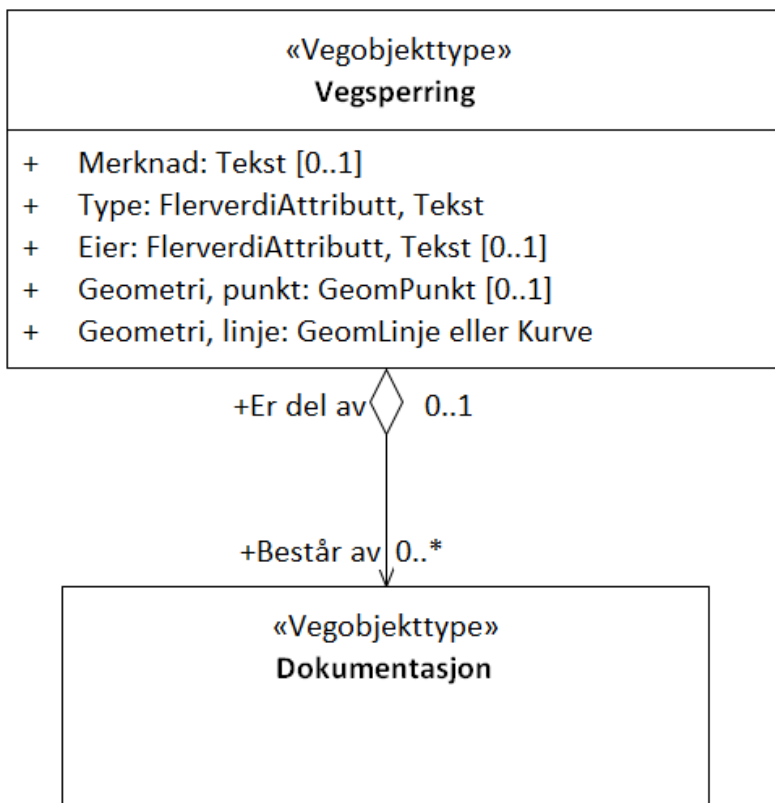 «Vegobjekttype»
Vegsperring
+ Merknad: Tekst [0..1]
+ Type: FlerverdiAttributt, Tekst
+ Eier: FlerverdiAttributt, Tekst [0..1]
+ Geometri, punkt: GeomPunkt [0..1]
+ Geometri, linje: GeomLinje eller Kurve
+Er del av 0..1
+Består av 0..*
«Vegobjekttype»
Dokumentasjon